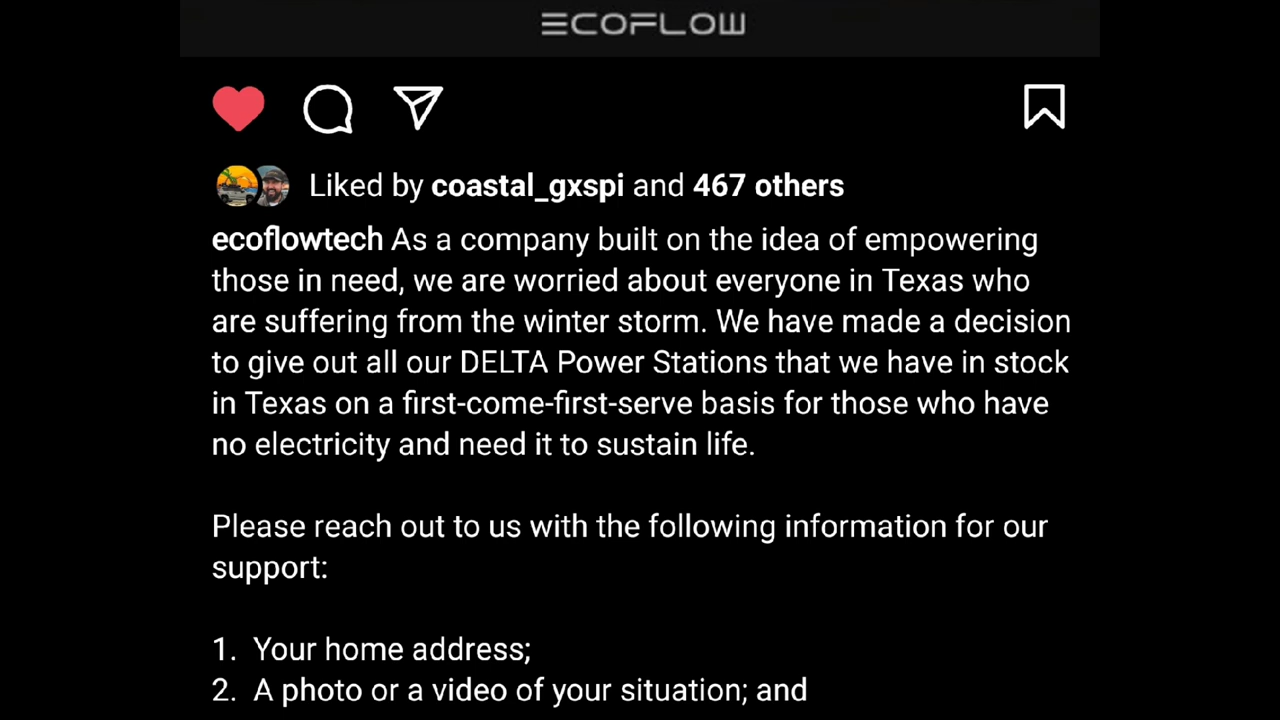 ECOFLOW
Liked by coastal_gxspi and 467 others
ecoflowtech As a company built on the idea of empowering
those in need, we are worried about everyone in Texas who
are suffering from the winter storm. We have made a decision
to give out all our DELTA Power Stations that we have in stock
in Texas on a first-come-first-serve basis for those who have
no electricity and need it to sustain life.
Please reach out to us with the following information for our
support:
1. Your home address;
2. A photo or a video of your situation; and